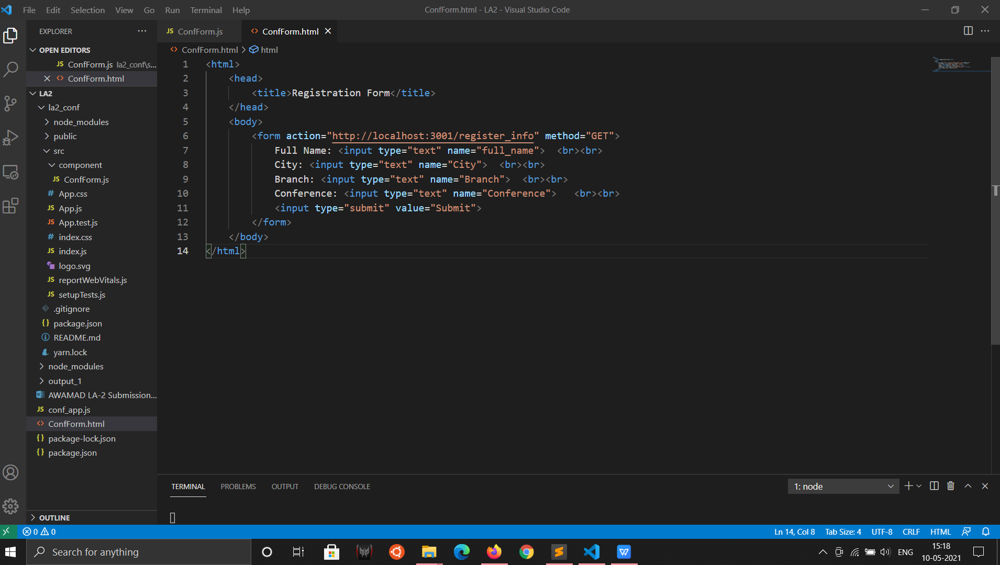 File Edit Selection View Go Run Terminal Help
ConfForm.html - LA2 - Visual Studio Code
EXPLORER
OPEN EDITORS
JS ConfForm.js la2_conf\s...
ConfForm.html
LA2
la2_conf
node_modules
public
src
component
JS ConfForm.js
# App.css
JS App.js
JS App.test.js
# index.css
JS index.js
logo.svg
JS reportWebVitals.js
JS setupTests.js
.gitignore
{} package.json
README.md
yarn.lock
node_modules
output_1
AWAMAD LA-2 Submission...
JS conf_app.js
<> ConfForm.html
{} package-lock.json
{} package.json
OUTLINE
JS ConfForm.js
<> ConfForm.html
<> ConfForm.html > html
1 <html>
2 <head>
3 <title>Registration Form</title>
4 </head>
5 <body>
6 <form action="http://localhost:3001/register_info" method="GET">
7 Full Name: <input type="text" name="full_name"> <br><br>
8 City: <input type="text" name="City"> <br><br>
9 Branch: <input type="text" name="Branch"> <br><br>
10 Conference: <input type="text" name="Conference"> <br><br>
11 <input type="submit" value="Submit">
12 </form>
13 </body>
14 </html>
TERMINAL PROBLEMS OUTPUT DEBUG CONSOLE
1: node
0 0
Ln 14, Col 8 Tab Size: 4 UTF-8 CRLF HTML
Search for anything
ENG
15:18
10-05-2021